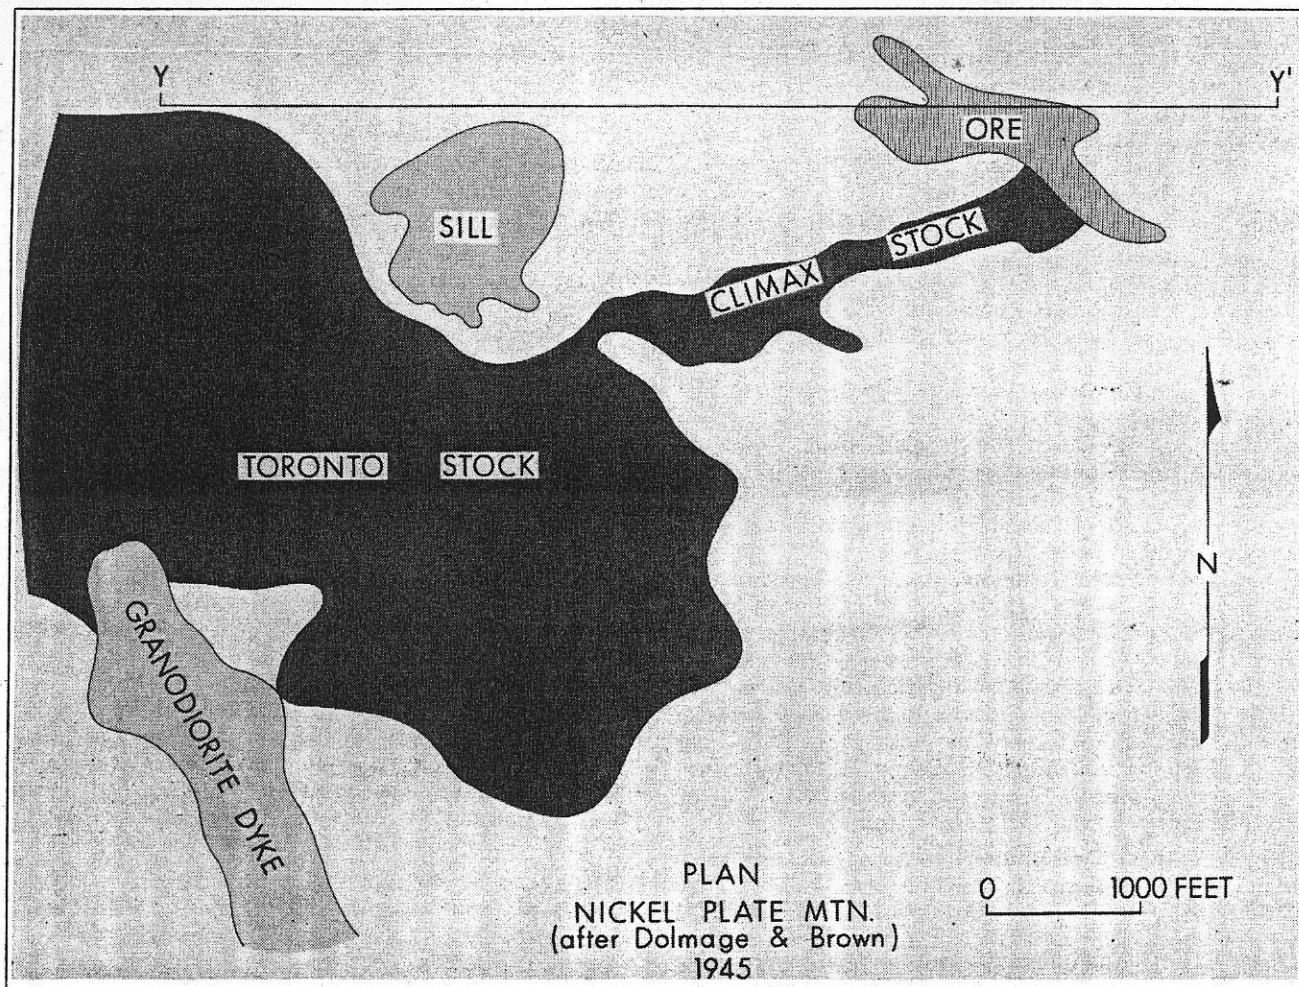 Y
Y'
ORE
SILL
STOCK
CLIMAX
TORONTO STOCK
N
GRANODIORITE DYKE
PLAN
NICKEL PLATE MTN.
(after Dolmage & Brown)
1945
0 1000 FEET